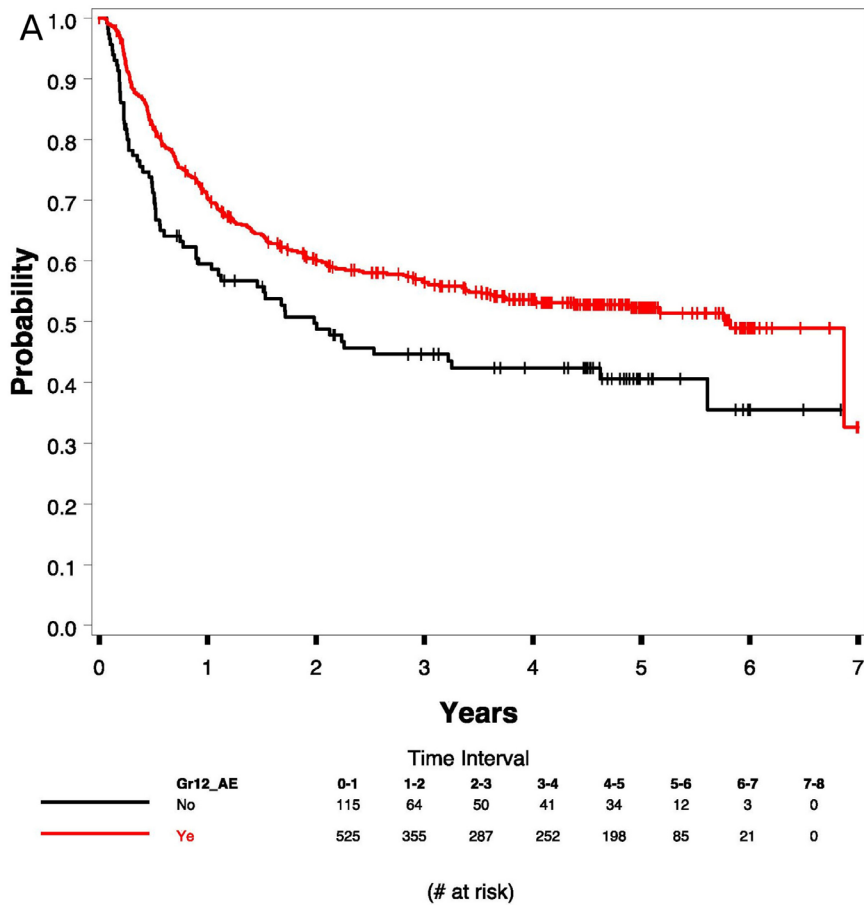 A
Probability
1.0
0.9
0.8
0.7
0.6
0.5
0.4
0.3
0.2
0.1
0.0
0 1 2 3 4 5 6 7
Years
Time Interval
Gr12_AE 0-1 1-2 2-3 3-4 4-5 5-6 6-7 7-8
No 115 64 50 41 34 12 3 0
Ye 525 355 287 252 198 85 21 0
(# at risk)